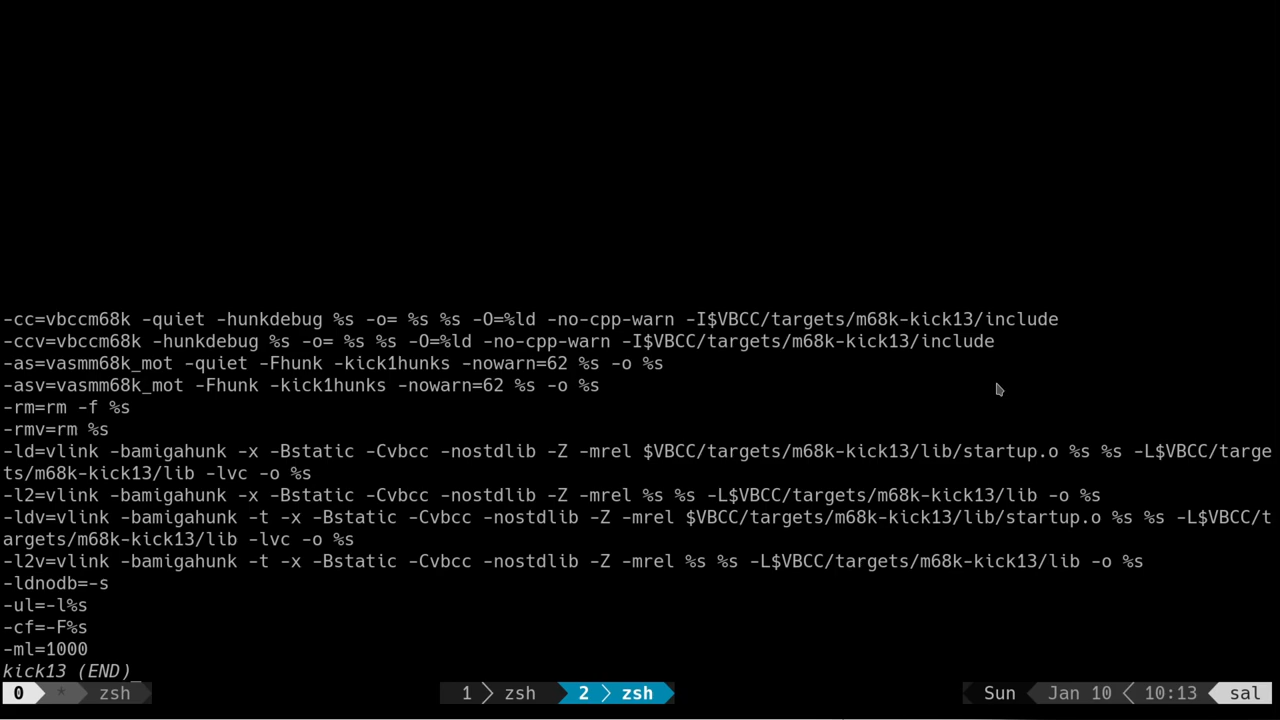 -cc=vbccm68k -quiet -hunkdebug %s -o= %s %s -O=%ld -no-cpp-warn -I$VBCC/targets/m68k-kick13/include
-ccv=vbccm68k -hunkdebug %s -o= %s %s -O=%ld -no-cpp-warn -I$VBCC/targets/m68k-kick13/include
-as=vasmm68k_mot -quiet -Fhunk -kick1hunks -nowarn=62 %s -o %s
-asv=vasmm68k_mot -Fhunk -kick1hunks -nowarn=62 %s -o %s
-rm=rm -f %s
-rmv=rm %s
-ld=vlink -bamigahunk -x -Bstatic -Cvbcc -nostdlib -Z -mrel $VBCC/targets/m68k-kick13/lib/startup.o %s %s -L$VBCC/targe
ts/m68k-kick13/lib -lvc -o %s
-l2=vlink -bamigahunk -x -Bstatic -Cvbcc -nostdlib -Z -mrel %s %s -L$VBCC/targets/m68k-kick13/lib -o %s
-ldv=vlink -bamigahunk -t -x -Bstatic -Cvbcc -nostdlib -Z -mrel $VBCC/targets/m68k-kick13/lib/startup.o %s %s -L$VBCC/t
argets/m68k-kick13/lib -lvc -o %s
-l2v=vlink -bamigahunk -t -x -Bstatic -Cvbcc -nostdlib -Z -mrel %s %s -L$VBCC/targets/m68k-kick13/lib -o %s
-ldnodb=-s
-ul=-l%s
-cf=-F%s
-ml=1000
kick13 (END)
0 * zsh 1 zsh 2 zsh Sun Jan 10 10:13 sal